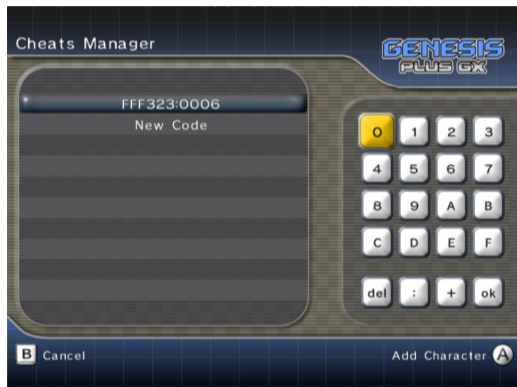 Cheats Manager
GENESIS
PLUS GX
FFF323:0006
New Code
0 1 2 3
4 5 6 7
8 9 A B
C D E F
del : + ok
B Cancel
Add Character A